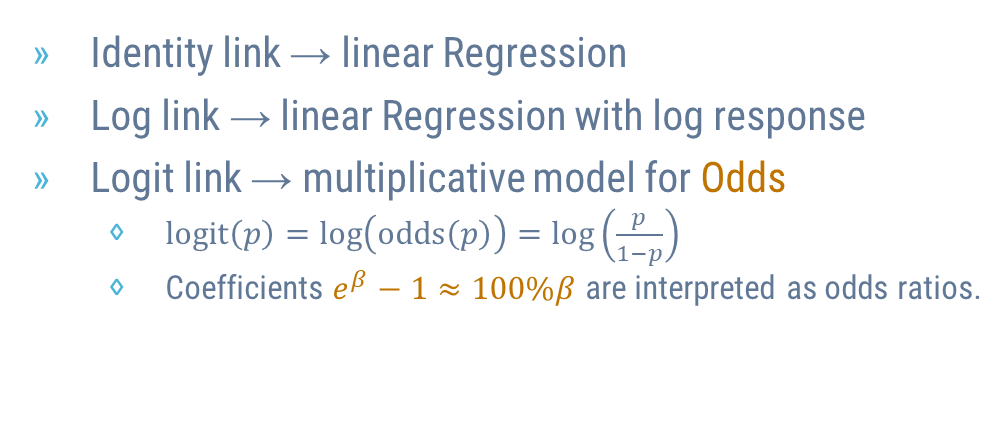 » Identity link → linear Regression
» Log link → linear Regression with log response
» Logit link → multiplicative model for Odds
◊ logit(p) = log(odds(p)) = log(p/(1−p))
◊ Coefficients e^β − 1 ≈ 100%β are interpreted as odds ratios.